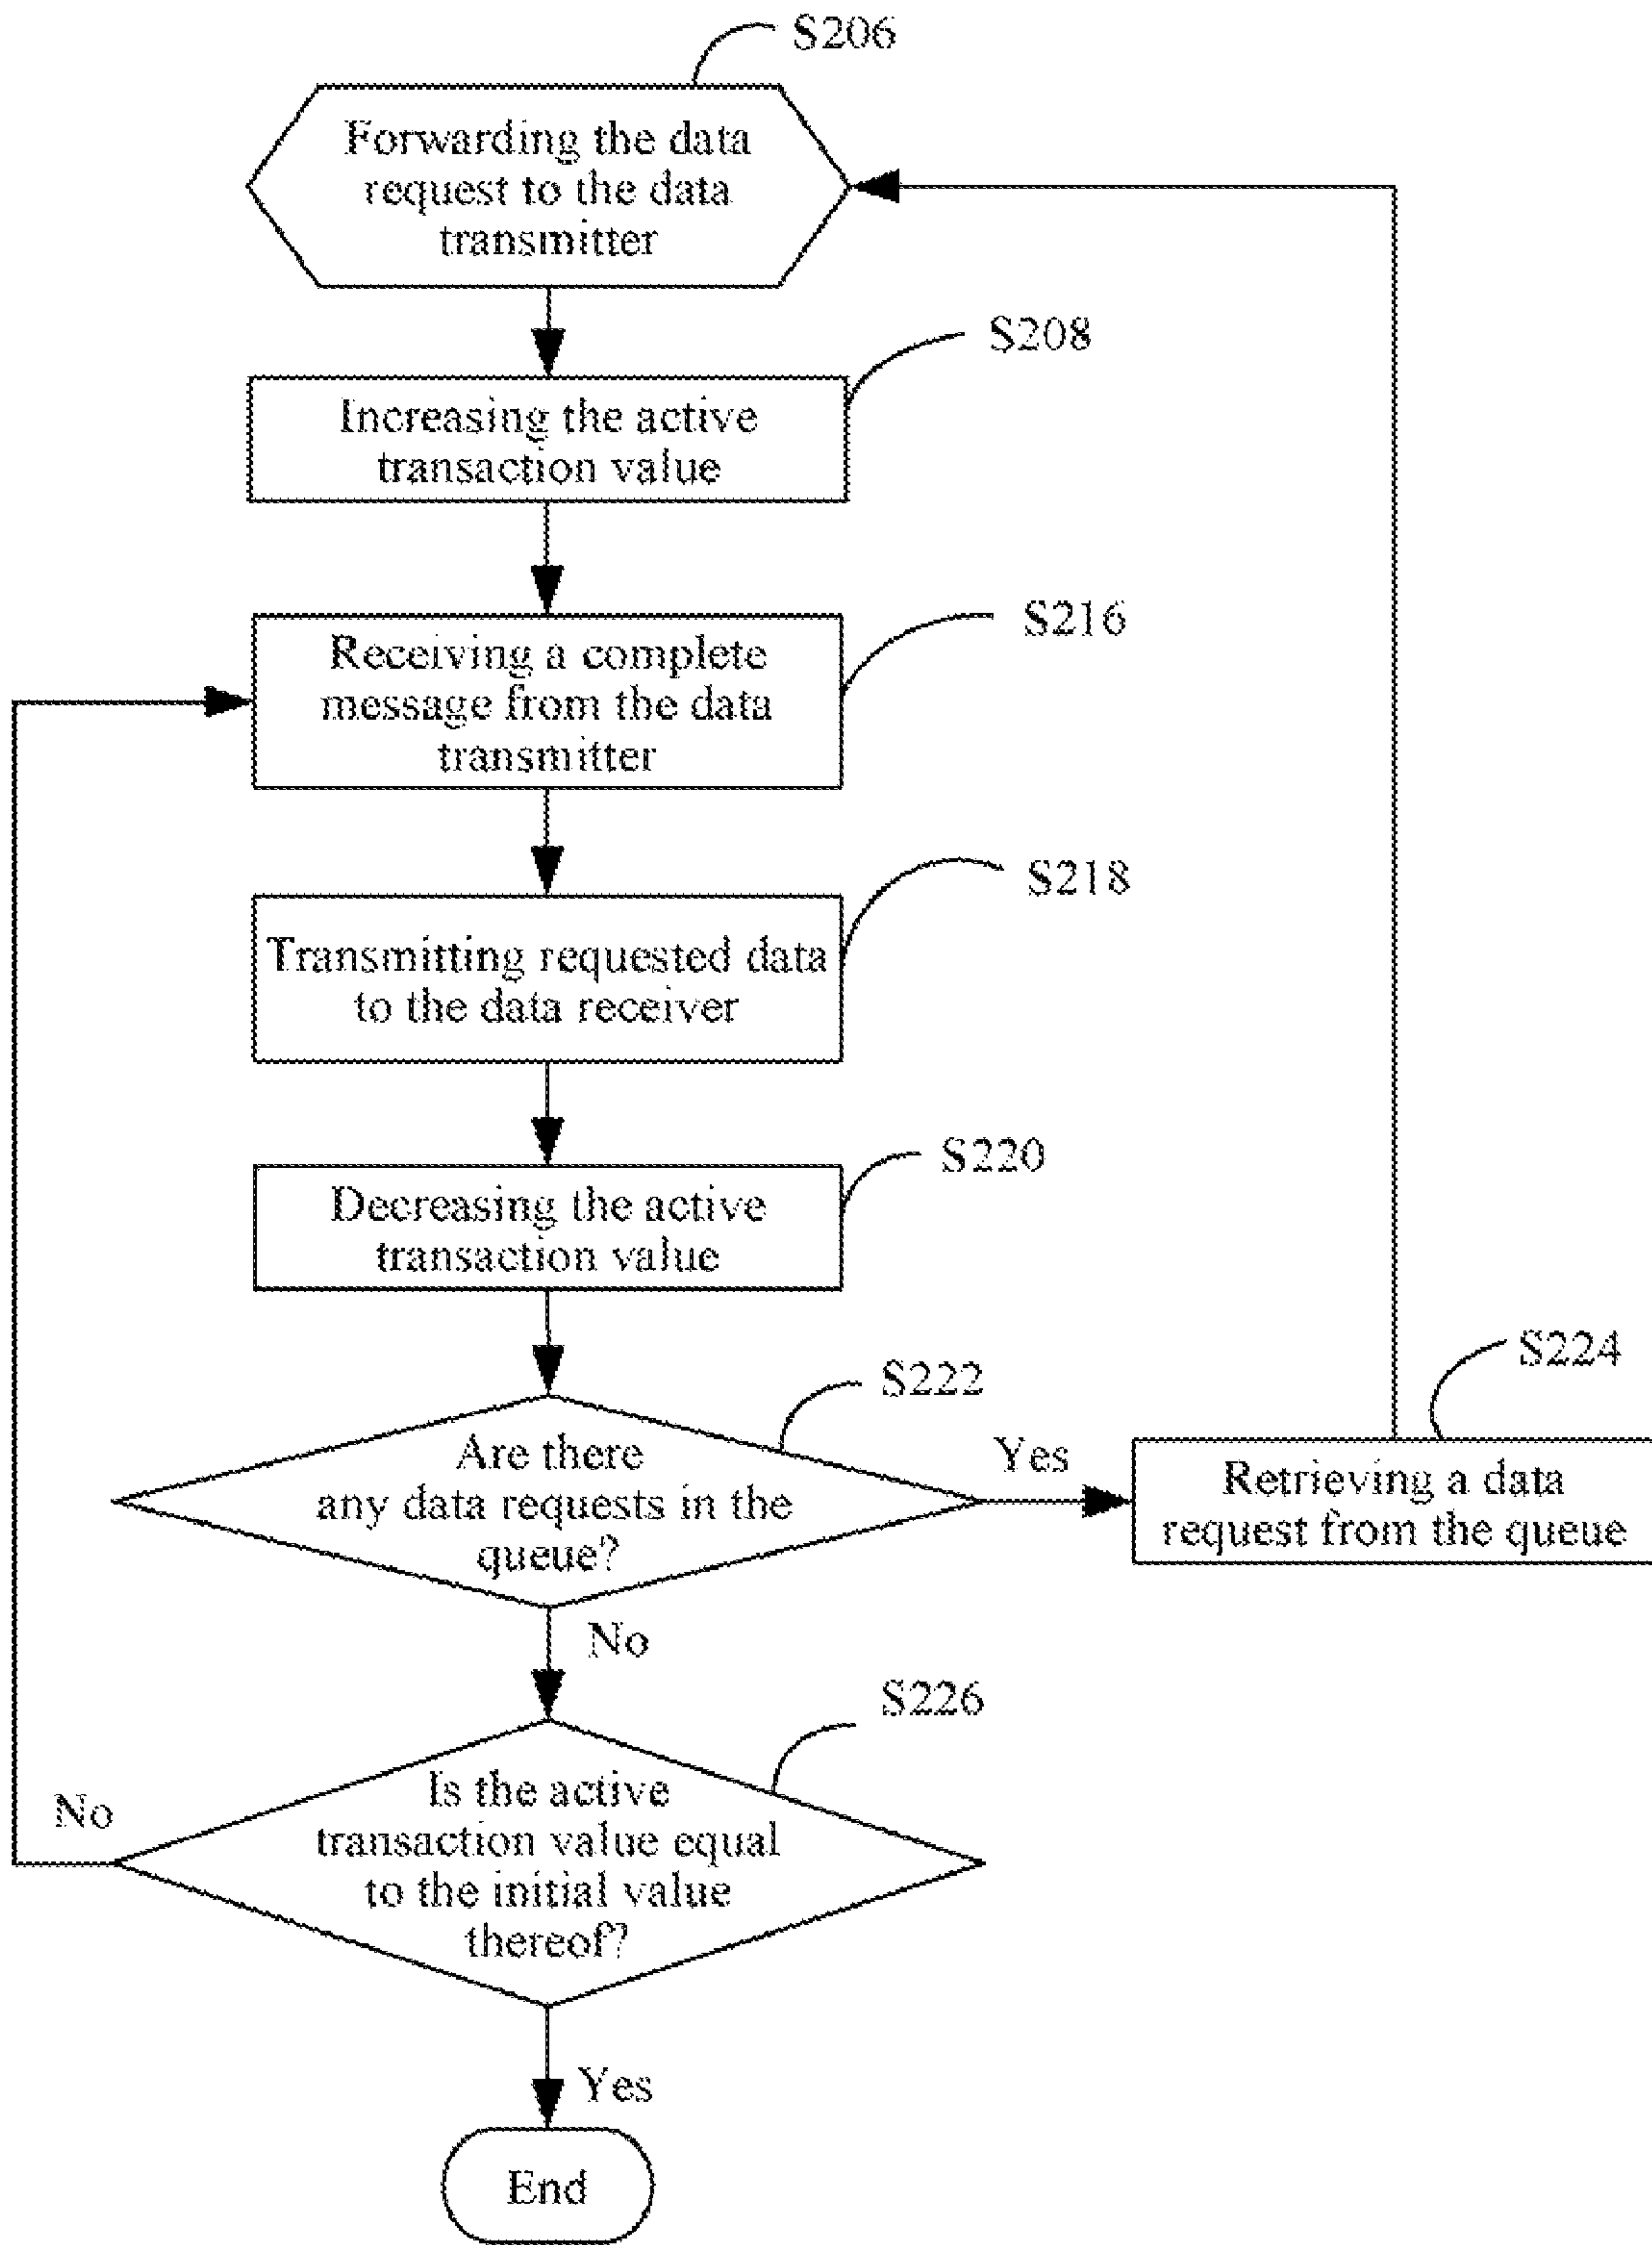 S206
Forwarding the data
request to the data
transmitter
S208
Increasing the active
transaction value
S216
Receiving a complete
message from the data
transmitter
S218
Transmitting requested data
to the data receiver
S220
Decreasing the active
transaction value
S222
Are there
any data requests in the
queue?
Yes
S224
Retrieving a data
request from the queue
No
S226
Is the active
transaction value equal
to the initial value
thereof?
No
Yes
End